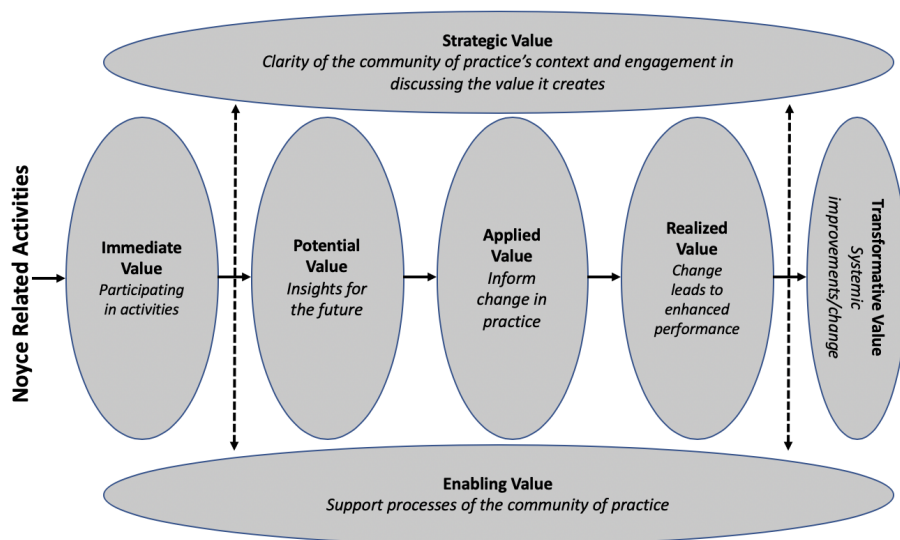 Strategic Value
Clarity of the community of practice's context and engagement in
discussing the value it creates
Noyce Related Activities
Immediate
Value
Participating
in activities
Potential
Value
Insights for
the future
Applied
Value
Inform
change in
practice
Realized
Value
Change
leads to
enhanced
performance
Transformative Value
Systemic
improvements/change
Enabling Value
Support processes of the community of practice